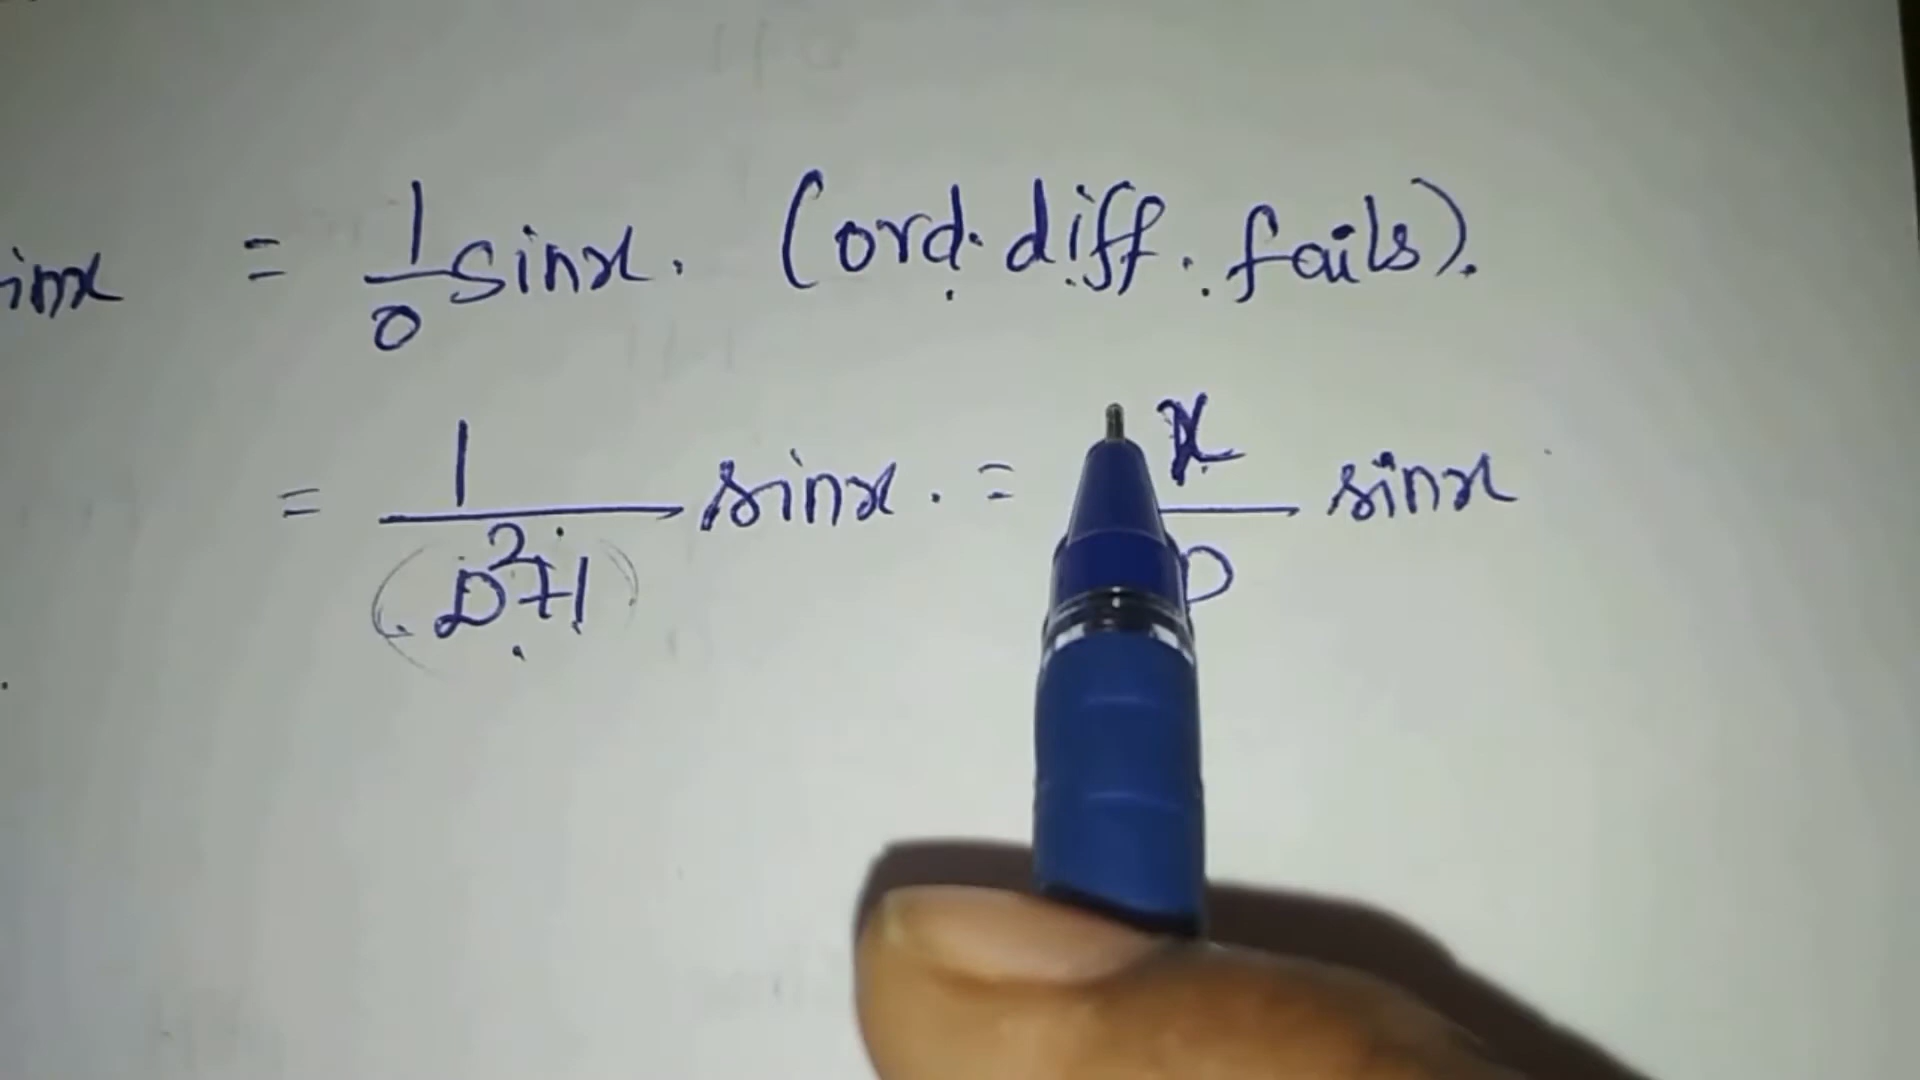 inx = 1/0 sinx. (ord. diff. fails).
= 1/(D²+1) sinx. = x/D sinx